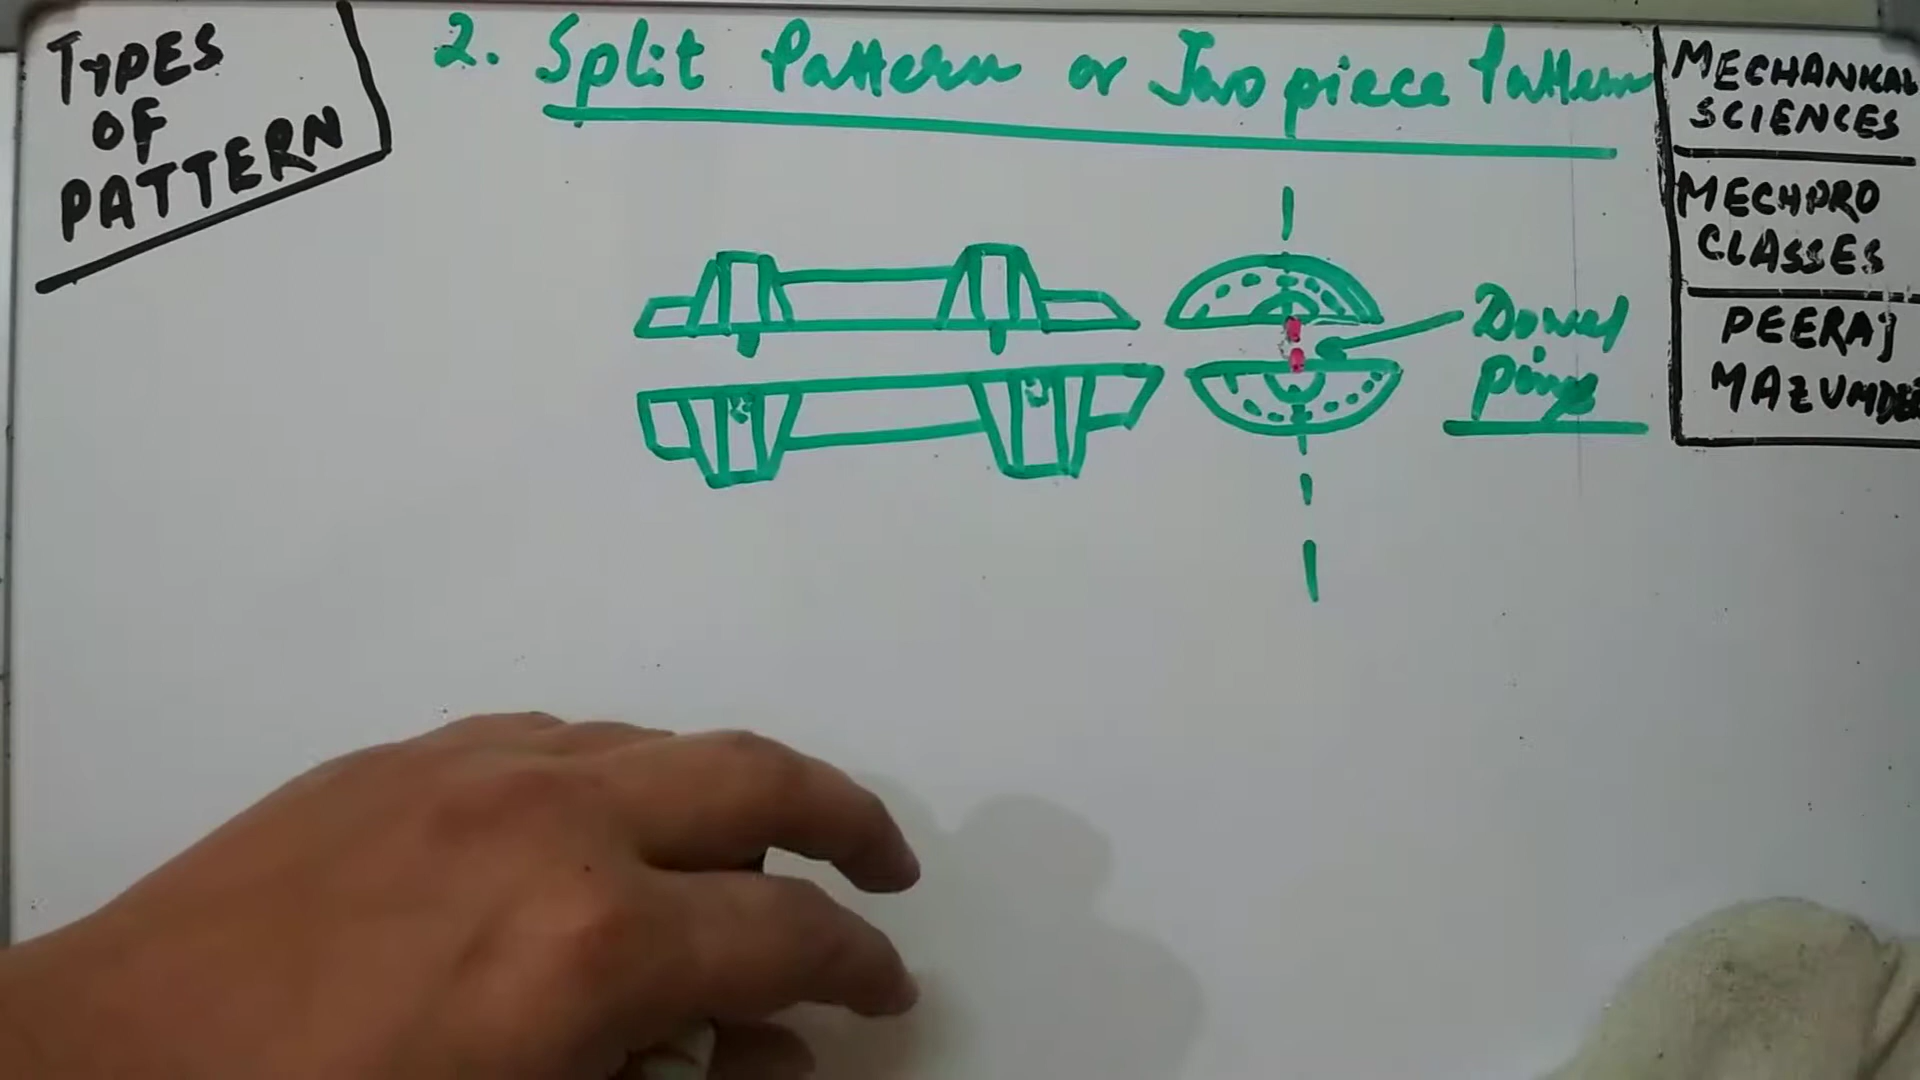 TYPES
OF
PATTERN
2. Split Pattern or Two piece Pattern
Dowel
pins
MECHANICAL
SCIENCES
MECHPRO
CLASSES
PEERAJ
MAZUMDER